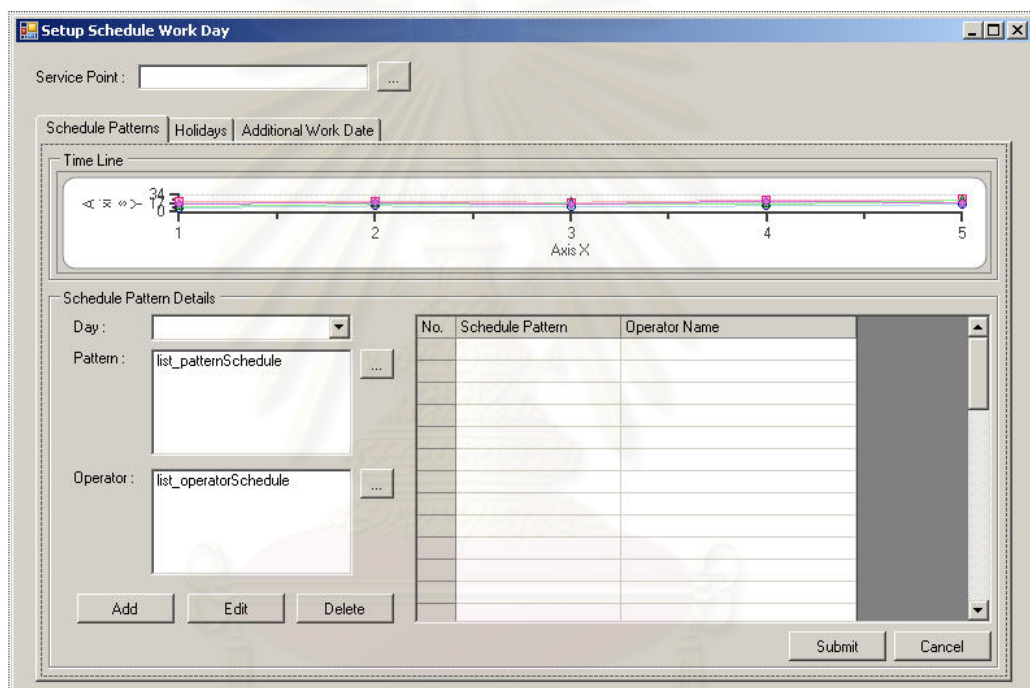 Setup Schedule Work Day
Service Point :
...
Schedule Patterns Holidays Additional Work Date
Time Line
Axis Y
34
17
0
1 2 3 4 5
Axis X
Schedule Pattern Details
Day :
Pattern :
list_patternSchedule
...
Operator :
list_operatorSchedule
...
Add Edit Delete
No. Schedule Pattern Operator Name
Submit Cancel